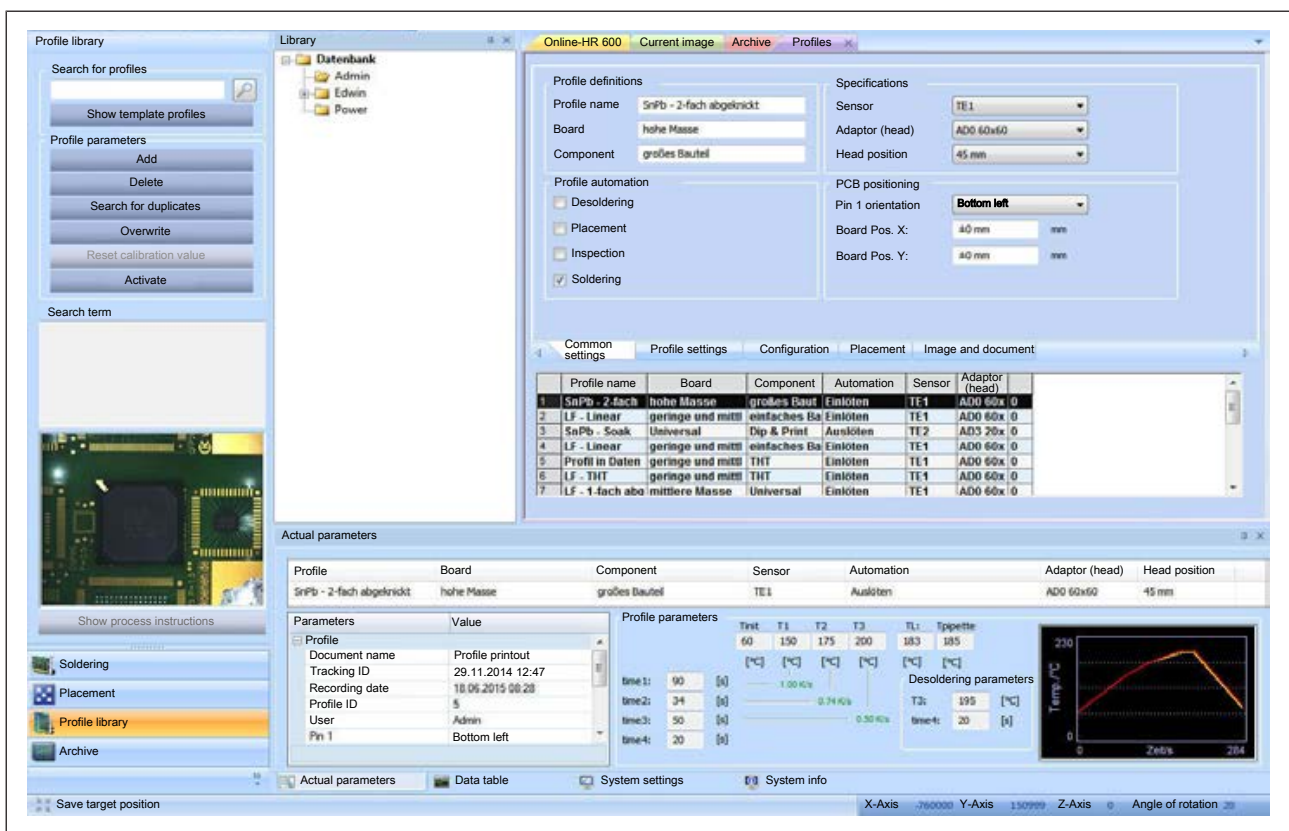 Profile library
Search for profiles
Show template profiles
Profile parameters
Add
Delete
Search for duplicates
Overwrite
Reset calibration value
Activate
Search term
Show process instructions
Soldering
Placement
Profile library
Archive
Library
Datenbank
Admin
Edwin
Power
Online-HR 600 Current image Archive Profiles
Profile definitions
Profile name SnPb - 2-fach abgeknickt
Board hohe Masse
Component großes Bauteil
Specifications
Sensor TE1
Adaptor (head) AD0 60x60
Head position 45 mm
Profile automation
Desoldering
Placement
Inspection
Soldering
PCB positioning
Pin 1 orientation Bottom left
Board Pos. X: 40 mm mm
Board Pos. Y: 40 mm mm
Common settings Profile settings Configuration Placement Image and document
Profile name Board Component Automation Sensor Adaptor (head)
1 SnPb - 2-fach hohe Masse großes Baut Einlöten TE1 AD0 60x 0
2 LF - Linear geringe und mittl einfaches Ba Einlöten TE1 AD0 60x 0
3 SnPb - Soak Universal Dip & Print Auslöten TE2 AD3 20x 0
4 LF - Linear geringe und mittl einfaches Ba Einlöten TE1 AD0 60x 0
5 Profil in Daten geringe und mittl THT Einlöten TE1 AD0 60x 0
6 LF - THT geringe und mittl THT Einlöten TE1 AD0 60x 0
7 LF - 1-fach abg mittlere Masse Universal Einlöten TE1 AD0 60x 0
Actual parameters
Profile Board Component Sensor Automation Adaptor (head) Head position
SnPb - 2-fach abgeknickt hohe Masse großes Bauteil TE1 Auslöten AD0 60x60 45 mm
Parameters Value
Profile
Document name Profile printout
Tracking ID 29.11.2014 12:47
Recording date 18.06.2015 08:28
Profile ID 5
User Admin
Pin 1 Bottom left
Profile parameters
Tinit T1 T2 T3 TL: Tpipette
60 150 175 200 183 185
[°C] [°C] [°C] [°C] [°C] [°C]
time1: 90 [s] 1.00 K/s
time2: 34 [s] 0.74 K/s
time3: 50 [s] 0.50 K/s
time4: 20 [s]
Desoldering parameters
T3: 195 [°C]
time4: 20 [s]
230
Temp./°C
0
0 Zeit/s 284
Actual parameters Data table System settings System info
Save target position
X-Axis -760000 Y-Axis 150999 Z-Axis 0 Angle of rotation 20